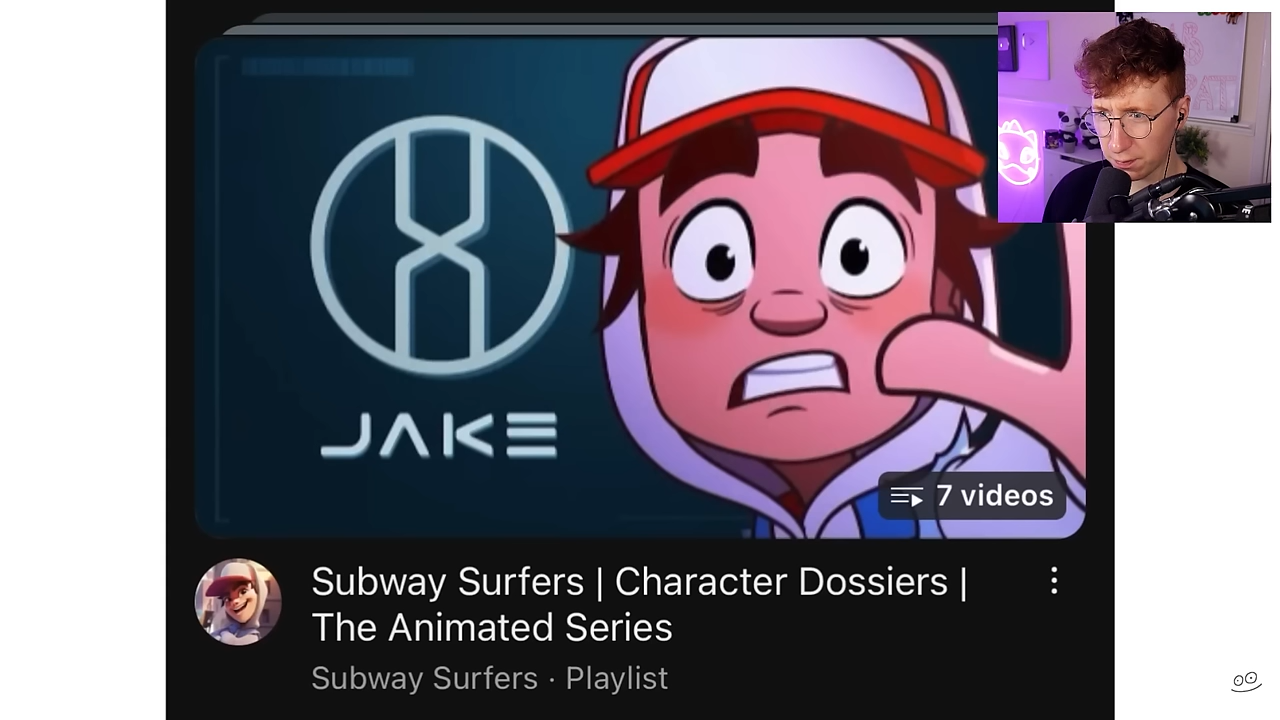 JAKE
7 videos
Subway Surfers | Character Dossiers |
The Animated Series
Subway Surfers · Playlist